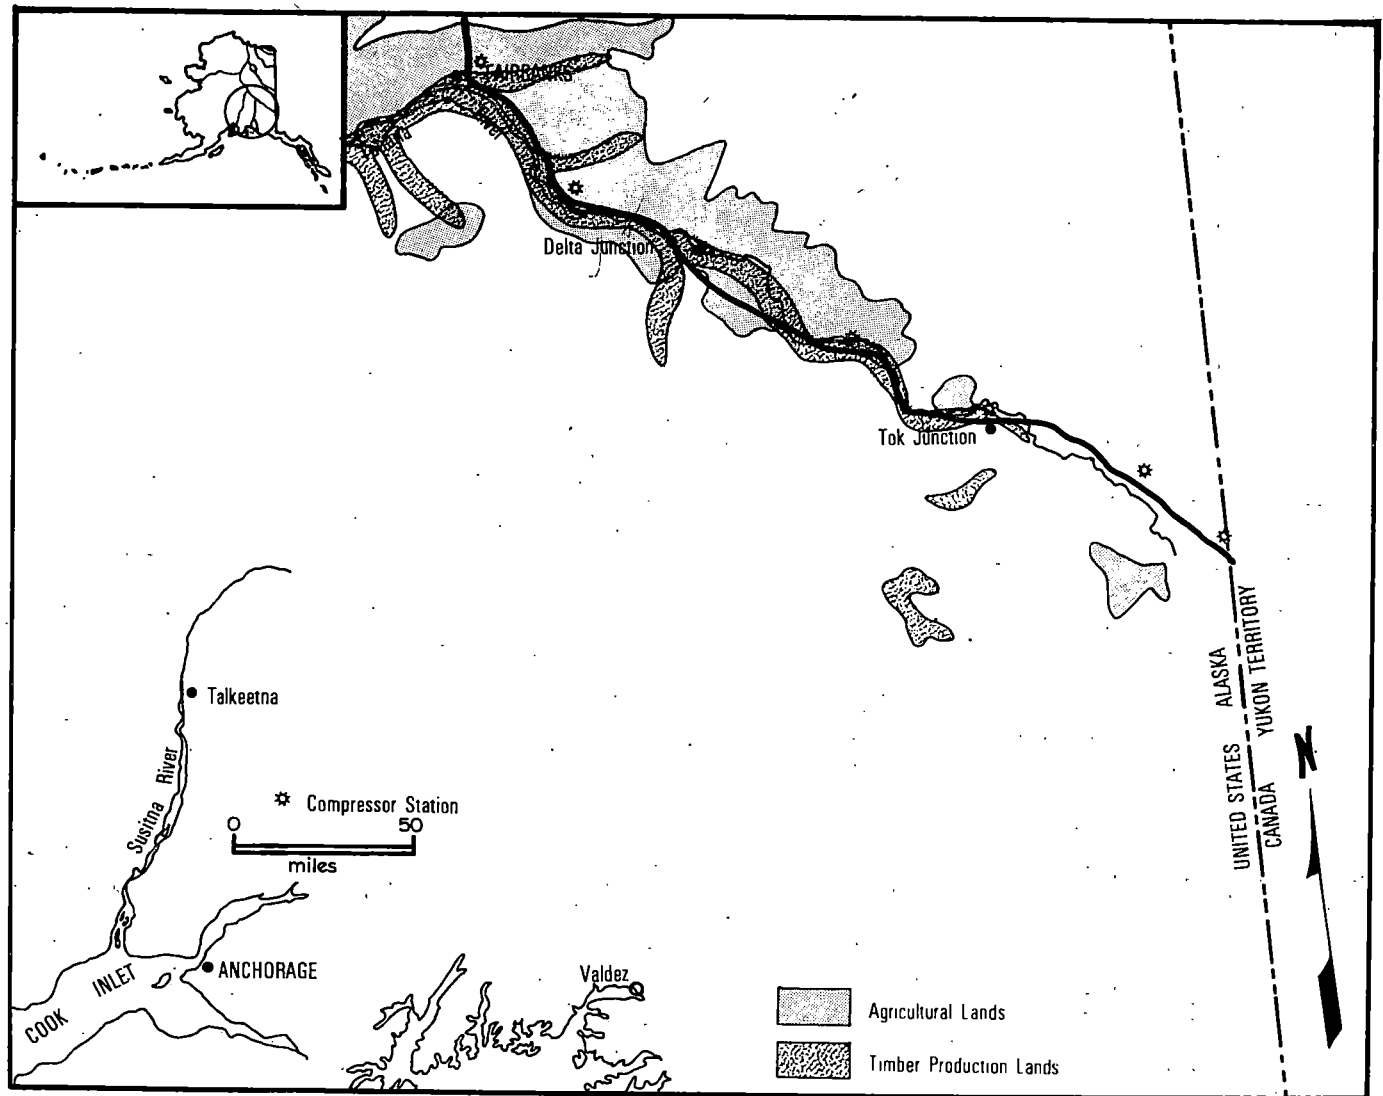 FAIRBANKS
River
Delta Junction
Tok Junction
Talkeetna
Susitna River
Compressor Station
0 50
miles
ANCHORAGE
COOK INLET
Valdez
UNITED STATES ALASKA
CANADA YUKON TERRITORY
N
Agricultural Lands
Timber Production Lands